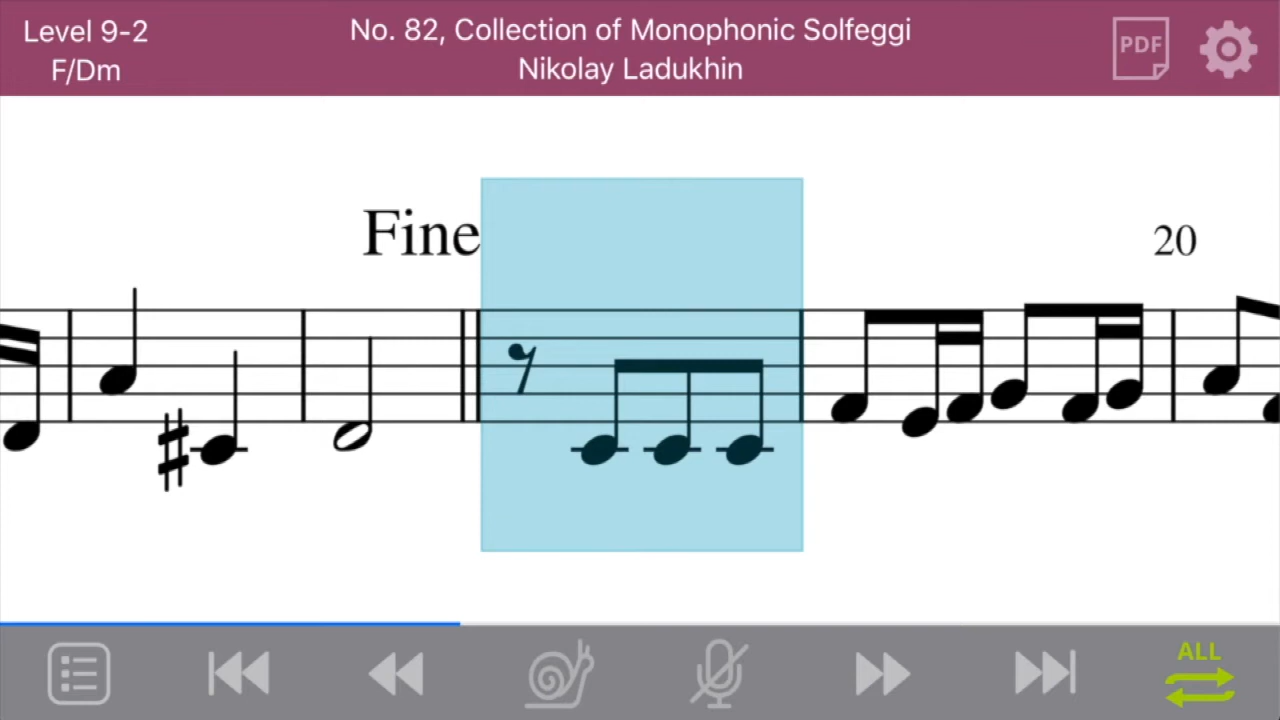 Level 9-2
F/Dm
No. 82, Collection of Monophonic Solfeggi
Nikolay Ladukhin
PDF
Fine
20
ALL